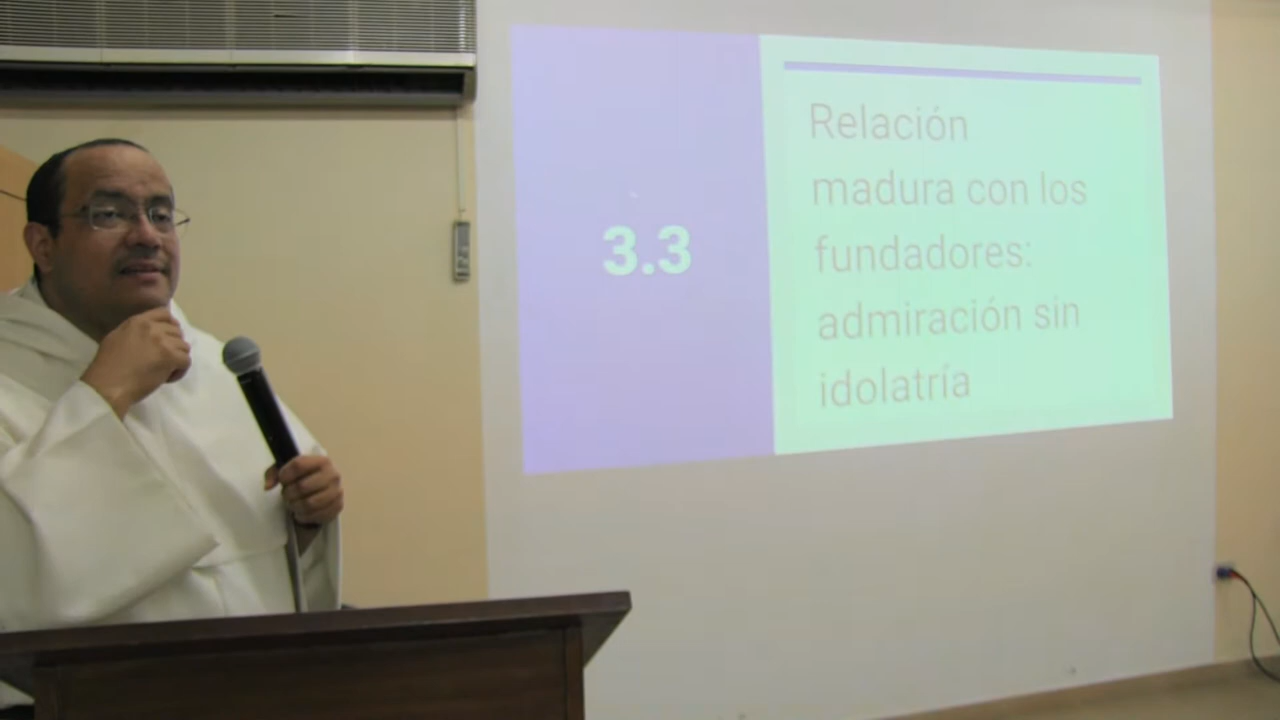 3.3
Relación
madura con los
fundadores:
admiración sin
idolatría